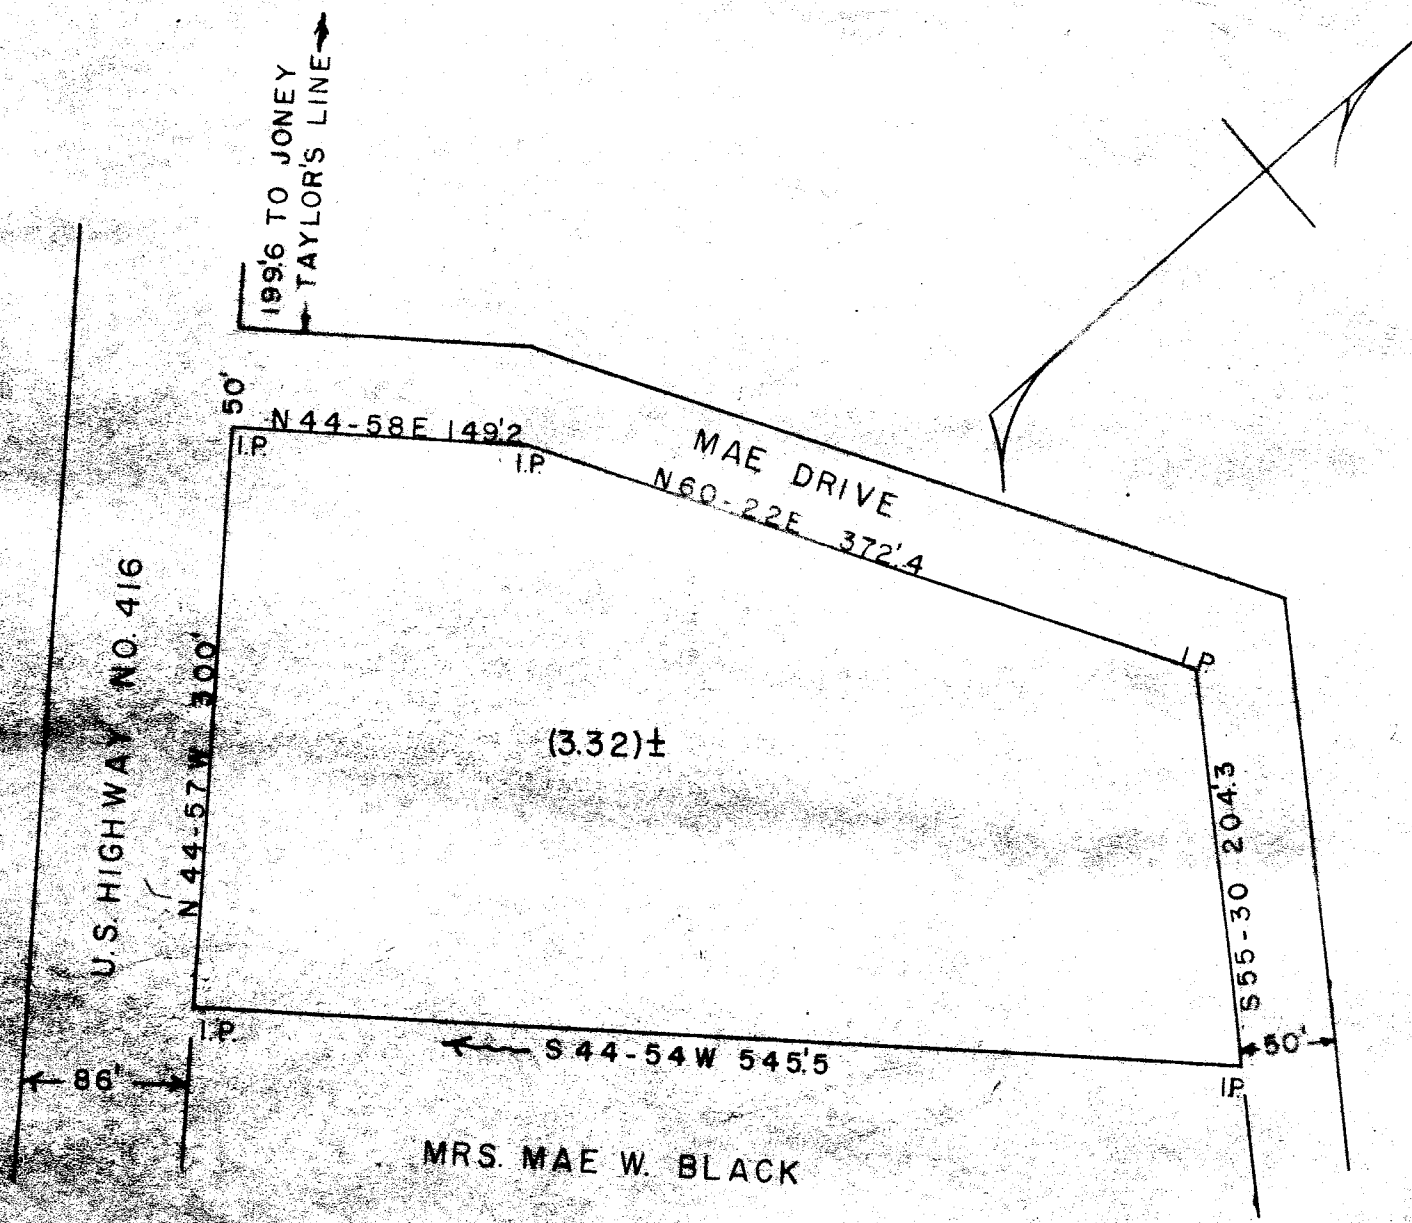 199'.6 TO JONEY
TAYLOR'S LINE
50'
N 44-58 E 149'.2
I.P.
I.P.
MAE DRIVE
N 60-22 E 372'.4
I.P.
U.S. HIGHWAY NO. 416
N 44-57 W 300'
(3.32)±
S 55-30 204'.3
I.P.
S 44-54 W 545'.5
50'
86'
I.P.
MRS. MAE W. BLACK